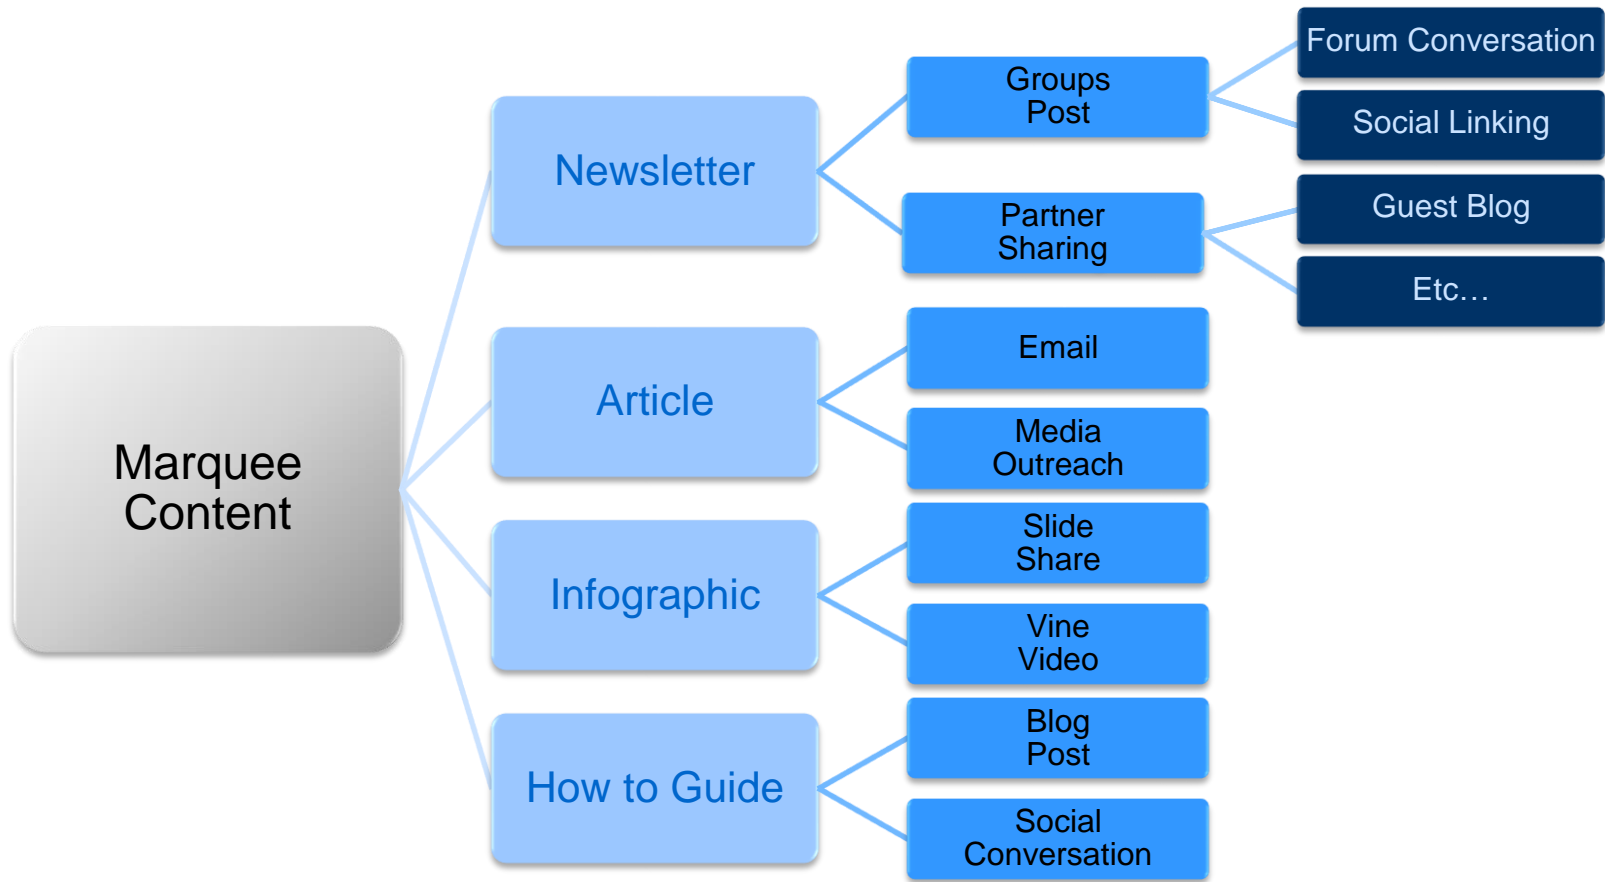 Marquee
Content
Newsletter
Groups
Post
Forum Conversation
Social Linking
Partner
Sharing
Guest Blog
Etc…
Article
Email
Media
Outreach
Infographic
Slide
Share
Vine
Video
How to Guide
Blog
Post
Social
Conversation